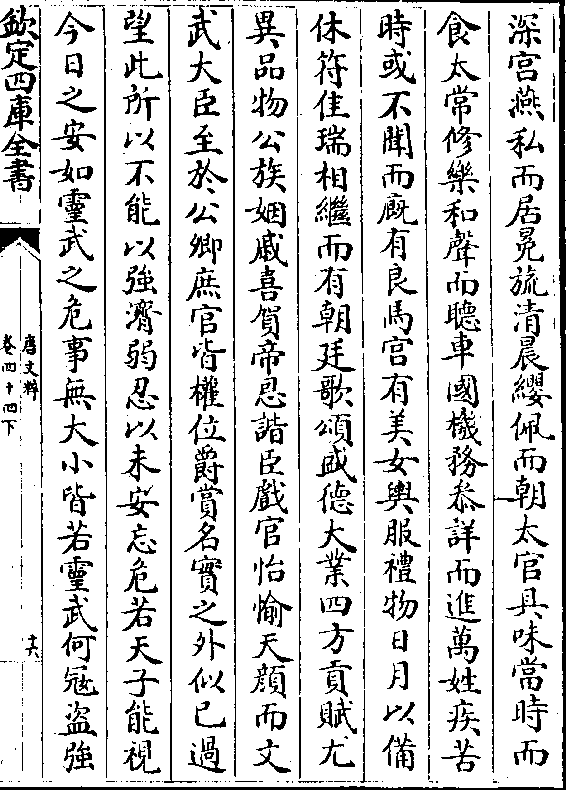 深宫燕私而居冕旒清晨纓佩而朝太官具味當時而
食太常修樂和聲而聽車國機務叅詳而進萬姓疾苦
時或不聞而廐有良馬宫有美女輿服禮物日月以備
休符佳瑞相繼而有朝廷歌頌盛德大業四方貢賦尤
異品物公族姻戚喜賀帝恩諧臣戲官怡愉天顔而文
武大臣至於公卿庶官皆權位爵賞名實之外似已過
望此所以不能以強濟弱忍以未安忘危若天子能視
今日之安如靈武之危事無大小皆若靈武何冦盗強
欽定四庫全書
唐文粹
卷四十四下
十六